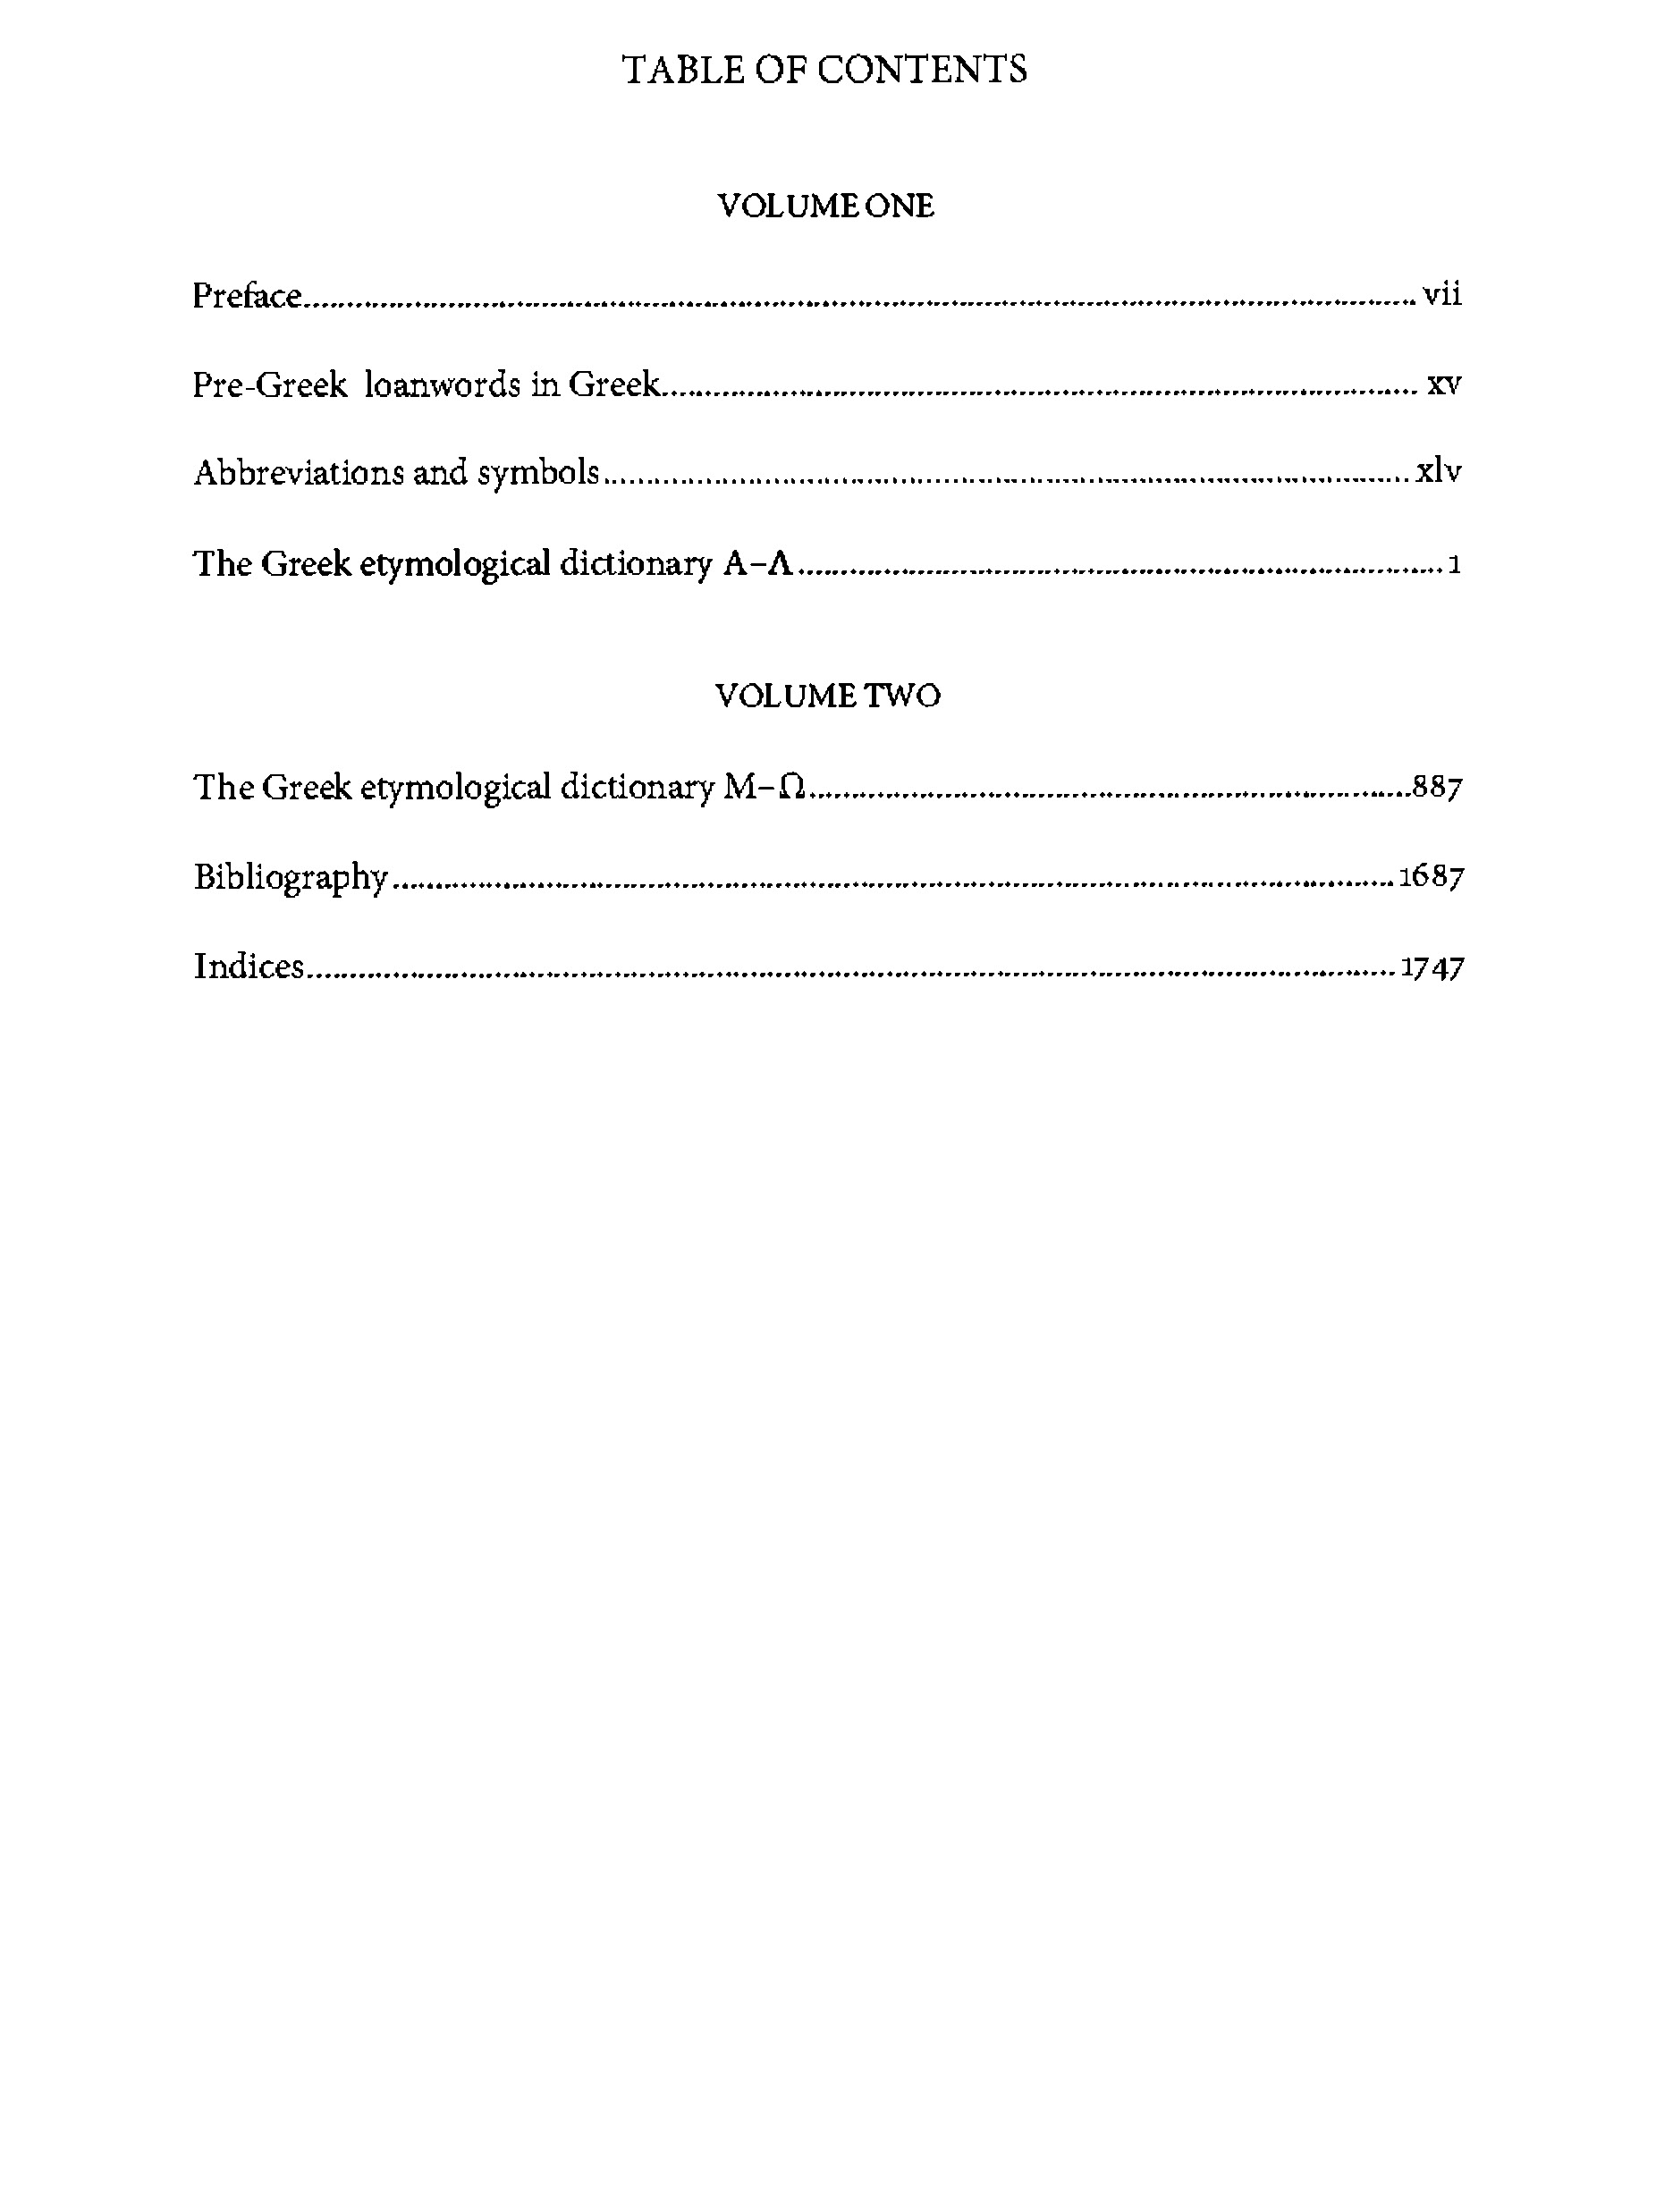 TABLE OF CONTENTS
VOLUME ONE
Preface.......... vii
Pre-Greek loanwords in Greek.......... xv
Abbreviations and symbols.......... xlv
The Greek etymological dictionary Α–Λ.......... 1
VOLUME TWO
The Greek etymological dictionary Μ–Ω..........887
Bibliography.......... 1687
Indices.......... 1747